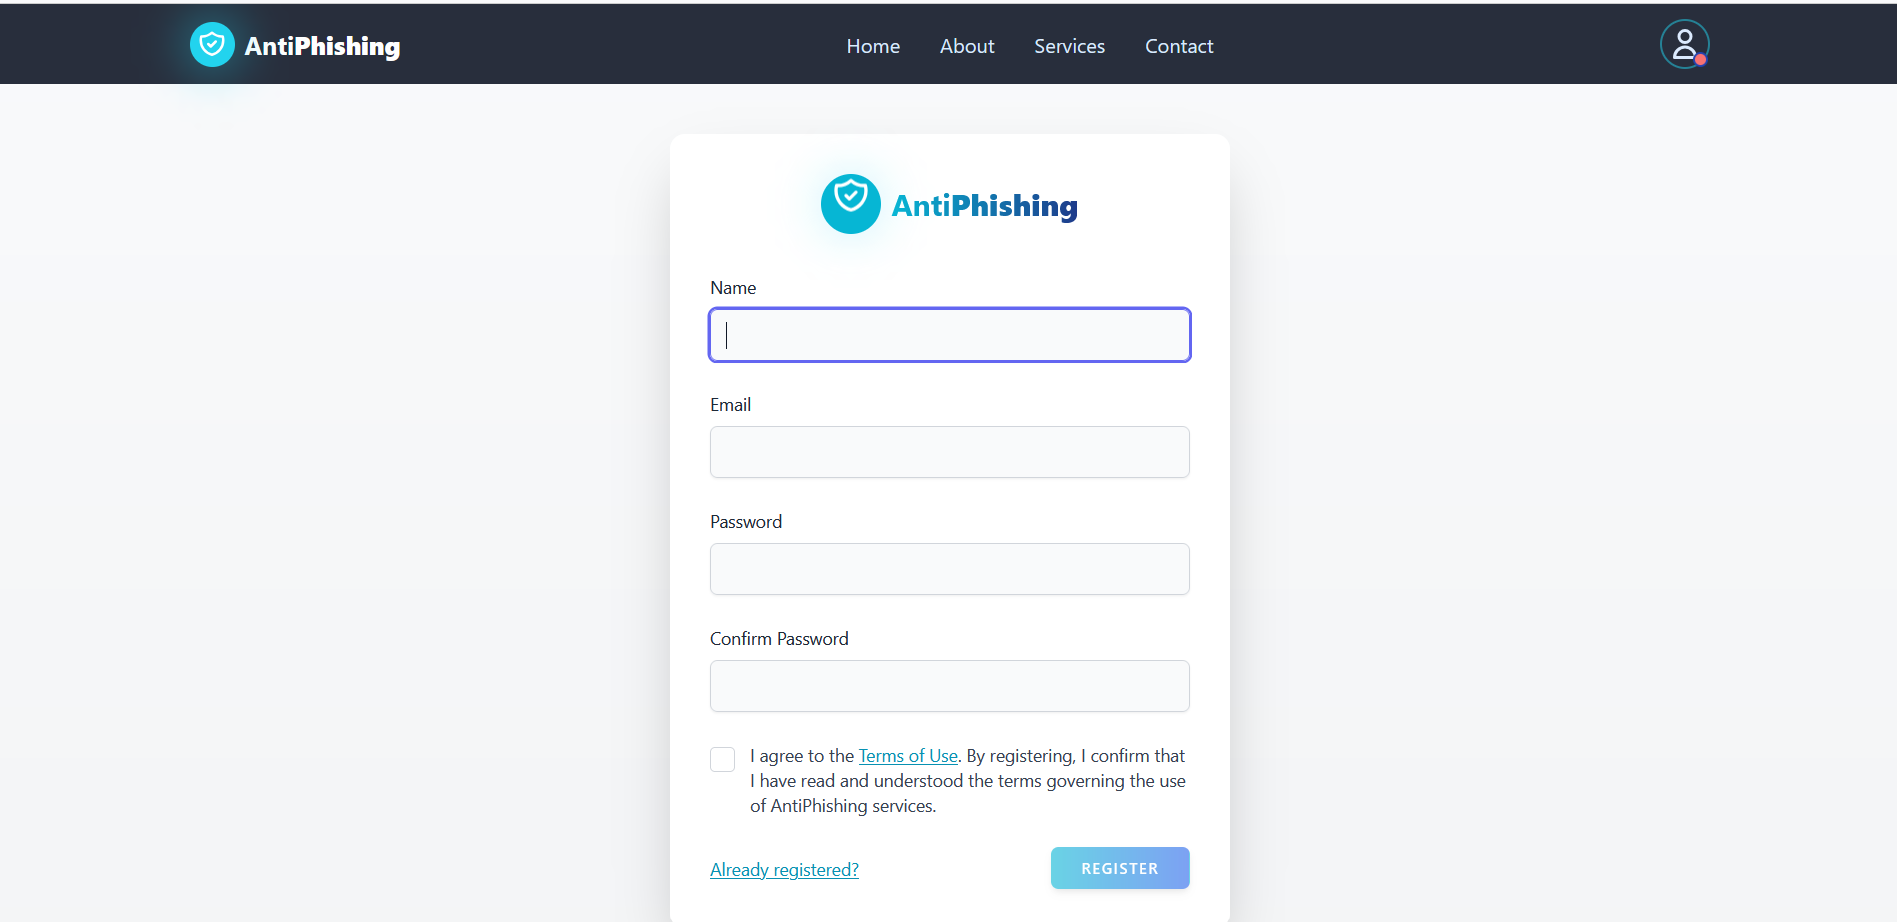 AntiPhishing
Home
About
Services
Contact
AntiPhishing
Name
Email
Password
Confirm Password
I agree to the Terms of Use. By registering, I confirm that
I have read and understood the terms governing the use
of AntiPhishing services.
Already registered?
REGISTER